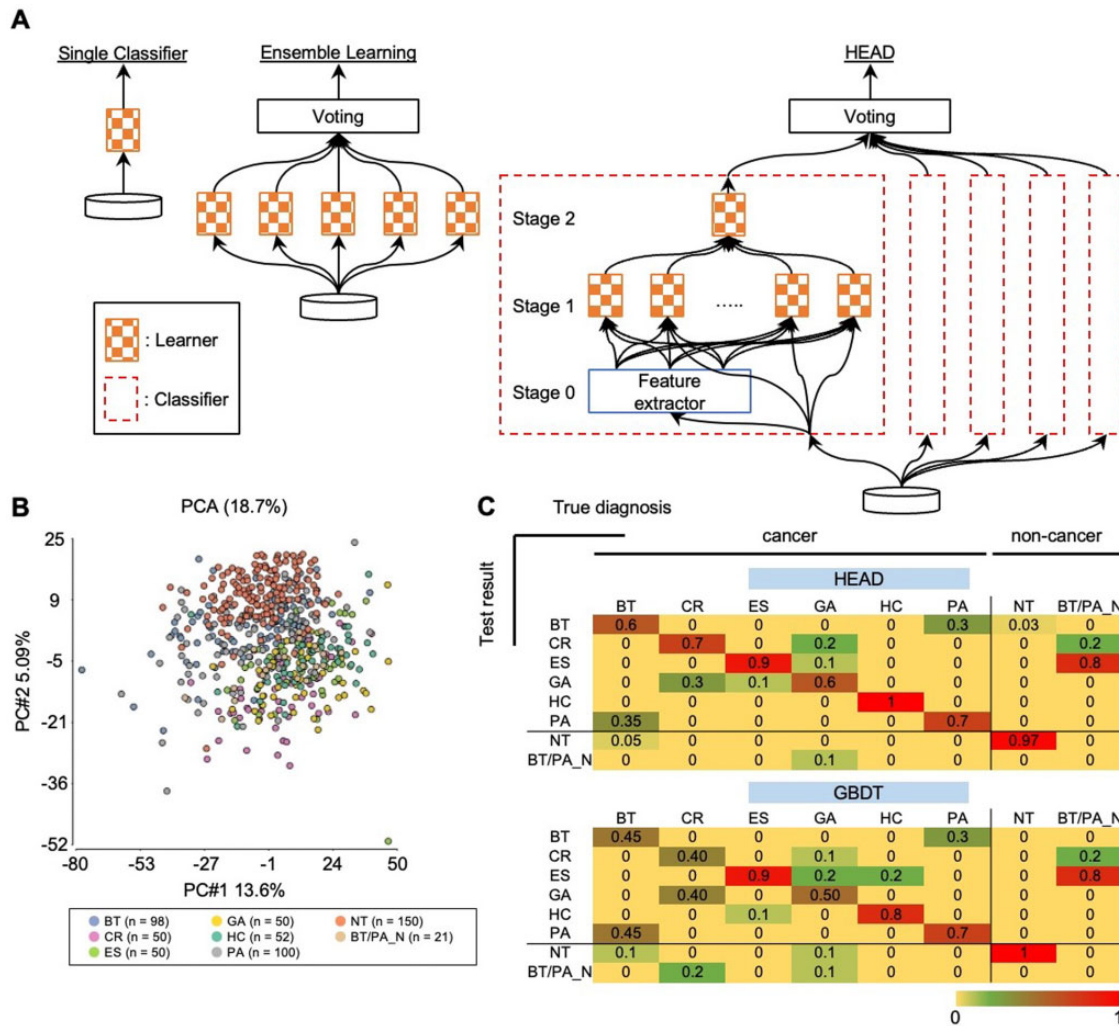 A
Single Classifier
Ensemble Learning
HEAD
Voting
Voting
Stage 2
Stage 1
.....
Stage 0
Feature
extractor
: Learner
: Classifier
B
PCA (18.7%)
25
9
-5
-21
-36
-52
PC#2 5.09%
-80 -53 -27 -1 24 50
PC#1 13.6%
BT (n = 98) GA (n = 50) NT (n = 150)
CR (n = 50) HC (n = 52) BT/PA_N (n = 21)
ES (n = 50) PA (n = 100)
C
True diagnosis
Test result
cancer non-cancer
HEAD
BT CR ES GA HC PA NT BT/PA_N
BT 0.6 0 0 0 0 0.3 0.03 0
CR 0 0.7 0 0.2 0 0 0 0.2
ES 0 0 0.9 0.1 0 0 0 0.8
GA 0 0.3 0.1 0.6 0 0 0 0
HC 0 0 0 0 1 0 0 0
PA 0.35 0 0 0 0 0.7 0 0
NT 0.05 0 0 0 0 0 0.97 0
BT/PA_N 0 0 0 0.1 0 0 0 0
GBDT
BT CR ES GA HC PA NT BT/PA_N
BT 0.45 0 0 0 0 0.3 0 0
CR 0 0.40 0 0.1 0 0 0 0.2
ES 0 0 0.9 0.2 0.2 0 0 0.8
GA 0 0.40 0 0.50 0 0 0 0
HC 0 0 0.1 0 0.8 0 0 0
PA 0.45 0 0 0 0 0.7 0 0
NT 0.1 0 0 0.1 0 0 1 0
BT/PA_N 0 0.2 0 0.1 0 0 0 0
0